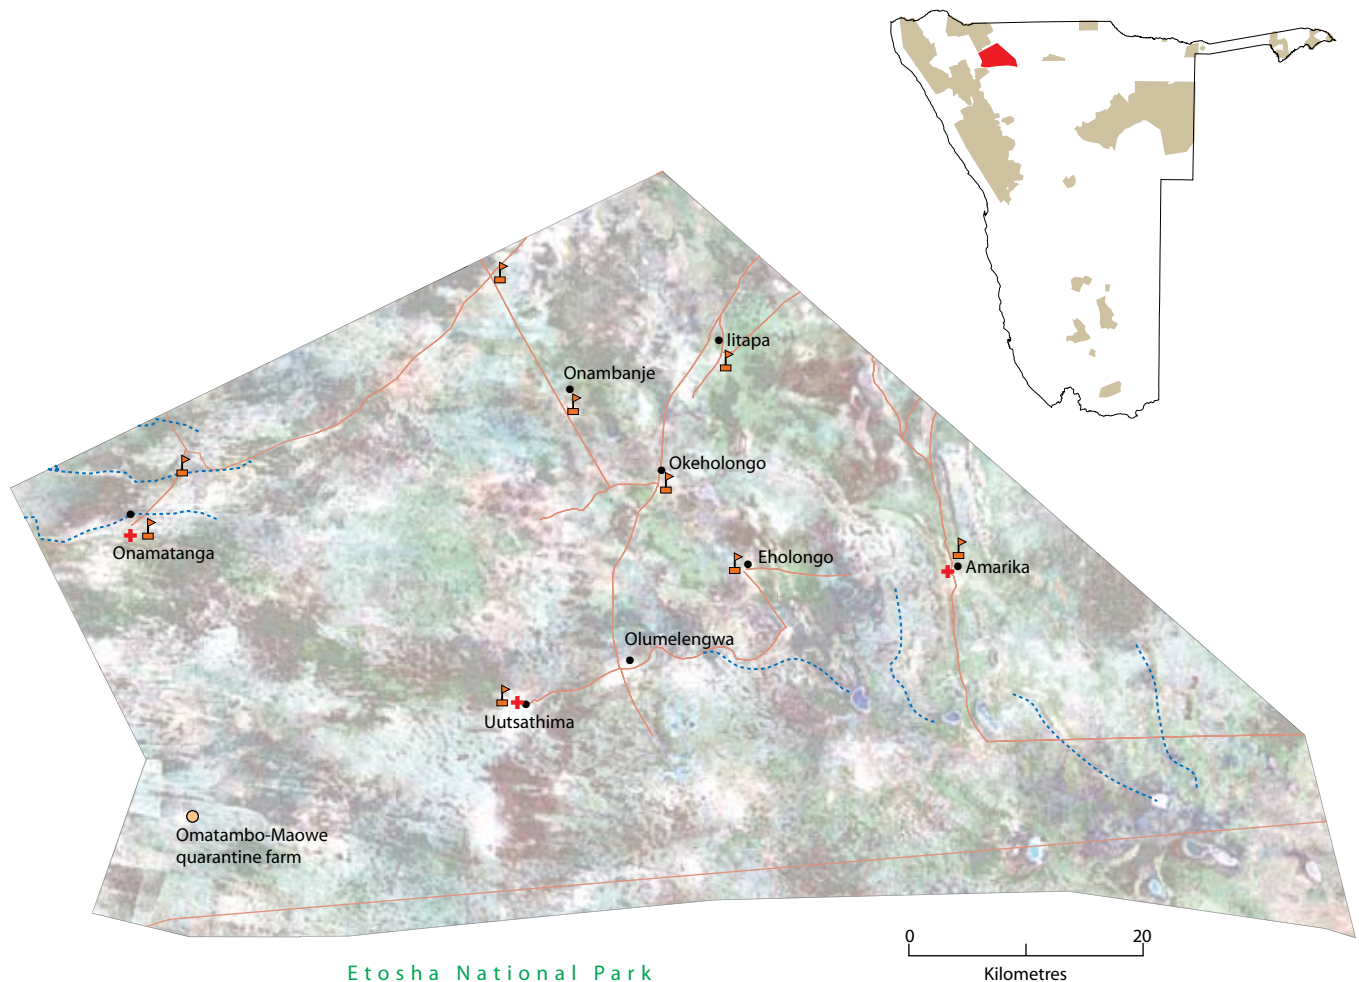 Iitapa
Onambanje
Okeholongo
Onamatanga
Eholongo
Amarika
Olumelengwa
Uutsathima
Omatambo-Maowe
quarantine farm
0 20
Kilometres
Etosha National Park